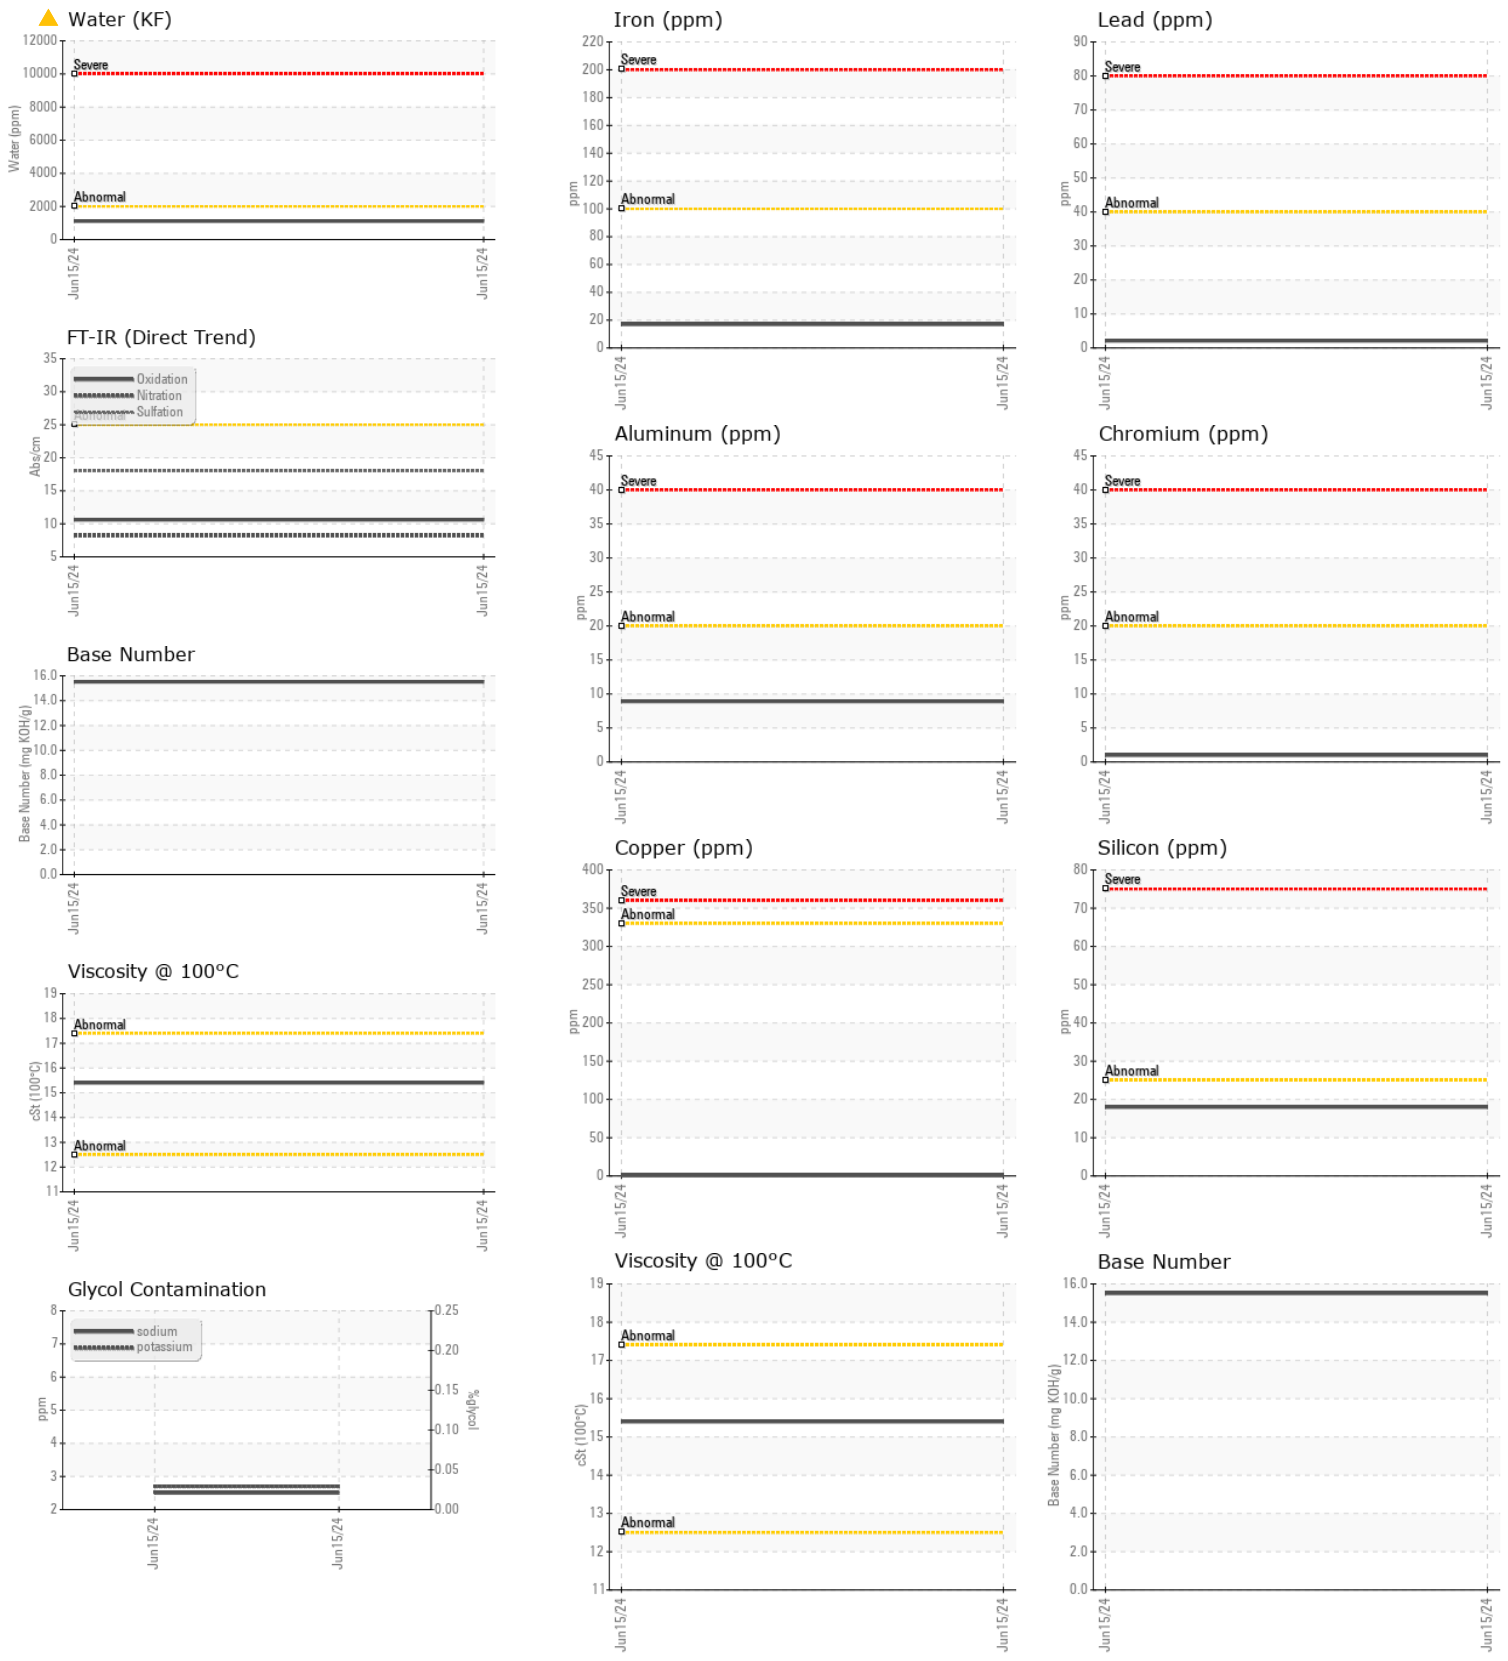 Water (KF)
12000
10000
8000
6000
4000
2000
0
Water (ppm)
Severe
Abnormal
Jun15/24
Jun15/24
FT-IR (Direct Trend)
35
30
25
20
15
10
5
Abs/cm
Oxidation
Nitration
Sulfation
Abnormal
Jun15/24
Jun15/24
Base Number
16.0
14.0
12.0
10.0
8.0
6.0
4.0
2.0
0.0
Base Number (mg KOH/g)
Jun15/24
Jun15/24
Viscosity @ 100°C
19
18
17
16
15
14
13
12
11
cSt (100°C)
Abnormal
Abnormal
Jun15/24
Jun15/24
Glycol Contamination
8
7
6
5
4
3
2
ppm
sodium
potassium
0.25
0.20
0.15
0.10
0.05
0.00
%glycol
Jun15/24
Jun15/24
Iron (ppm)
220
200
180
160
140
120
100
80
60
40
20
0
ppm
Severe
Abnormal
Jun15/24
Jun15/24
Lead (ppm)
90
80
70
60
50
40
30
20
10
0
ppm
Severe
Abnormal
Jun15/24
Jun15/24
Aluminum (ppm)
45
40
35
30
25
20
15
10
5
0
ppm
Severe
Abnormal
Jun15/24
Jun15/24
Chromium (ppm)
45
40
35
30
25
20
15
10
5
0
ppm
Severe
Abnormal
Jun15/24
Jun15/24
Copper (ppm)
400
350
300
250
200
150
100
50
0
ppm
Severe
Abnormal
Jun15/24
Jun15/24
Silicon (ppm)
80
70
60
50
40
30
20
10
0
ppm
Severe
Abnormal
Jun15/24
Jun15/24
Viscosity @ 100°C
19
18
17
16
15
14
13
12
11
cSt (100°C)
Abnormal
Abnormal
Jun15/24
Jun15/24
Base Number
16.0
14.0
12.0
10.0
8.0
6.0
4.0
2.0
0.0
Base Number (mg KOH/g)
Jun15/24
Jun15/24